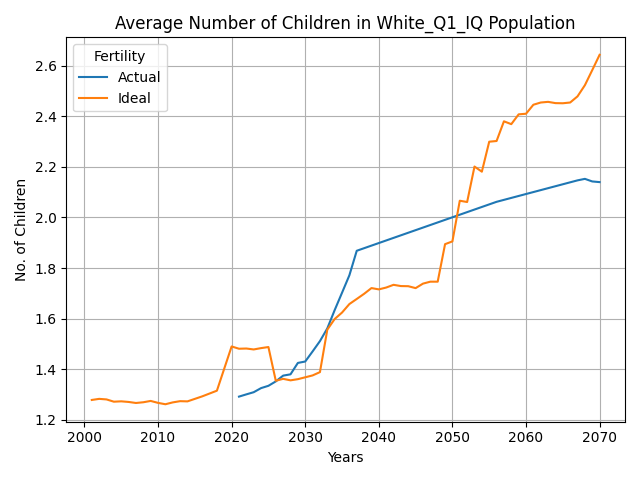 Average Number of Children in White_Q1_IQ Population
Fertility
Actual
Ideal
No. of Children
2.6
2.4
2.2
2.0
1.8
1.6
1.4
1.2
2000 2010 2020 2030 2040 2050 2060 2070
Years